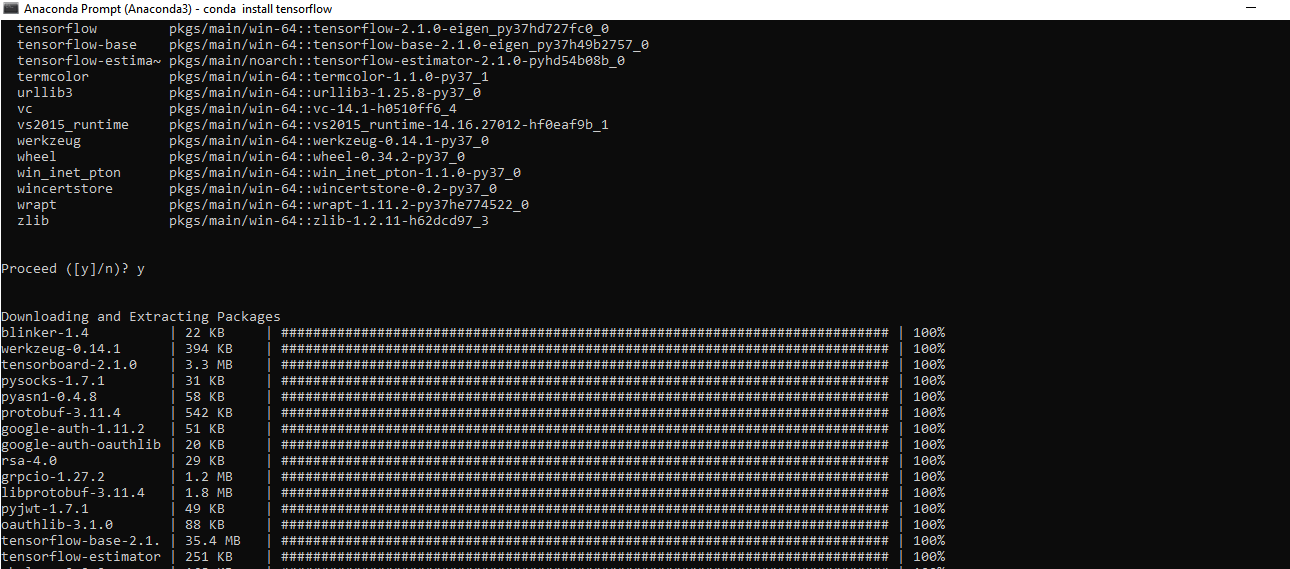 Anaconda Prompt (Anaconda3) - conda install tensorflow
tensorflow pkgs/main/win-64::tensorflow-2.1.0-eigen_py37hd727fc0_0
tensorflow-base pkgs/main/win-64::tensorflow-base-2.1.0-eigen_py37h49b2757_0
tensorflow-estima~ pkgs/main/noarch::tensorflow-estimator-2.1.0-pyhd54b08b_0
termcolor pkgs/main/win-64::termcolor-1.1.0-py37_1
urllib3 pkgs/main/win-64::urllib3-1.25.8-py37_0
vc pkgs/main/win-64::vc-14.1-h0510ff6_4
vs2015_runtime pkgs/main/win-64::vs2015_runtime-14.16.27012-hf0eaf9b_1
werkzeug pkgs/main/win-64::werkzeug-0.14.1-py37_0
wheel pkgs/main/win-64::wheel-0.34.2-py37_0
win_inet_pton pkgs/main/win-64::win_inet_pton-1.1.0-py37_0
wincertstore pkgs/main/win-64::wincertstore-0.2-py37_0
wrapt pkgs/main/win-64::wrapt-1.11.2-py37he774522_0
zlib pkgs/main/win-64::zlib-1.2.11-h62dcd97_3
Proceed ([y]/n)? y
Downloading and Extracting Packages
blinker-1.4 | 22 KB | ############################################################################ | 100%
werkzeug-0.14.1 | 394 KB | ############################################################################ | 100%
tensorboard-2.1.0 | 3.3 MB | ############################################################################ | 100%
pysocks-1.7.1 | 31 KB | ############################################################################ | 100%
pyasn1-0.4.8 | 58 KB | ############################################################################ | 100%
protobuf-3.11.4 | 542 KB | ############################################################################ | 100%
google-auth-1.11.2 | 51 KB | ############################################################################ | 100%
google-auth-oauthlib | 20 KB | ############################################################################ | 100%
rsa-4.0 | 29 KB | ############################################################################ | 100%
grpcio-1.27.2 | 1.2 MB | ############################################################################ | 100%
libprotobuf-3.11.4 | 1.8 MB | ############################################################################ | 100%
pyjwt-1.7.1 | 49 KB | ############################################################################ | 100%
oauthlib-3.1.0 | 88 KB | ############################################################################ | 100%
tensorflow-base-2.1. | 35.4 MB | ############################################################################ | 100%
tensorflow-estimator | 251 KB | ############################################################################ | 100%